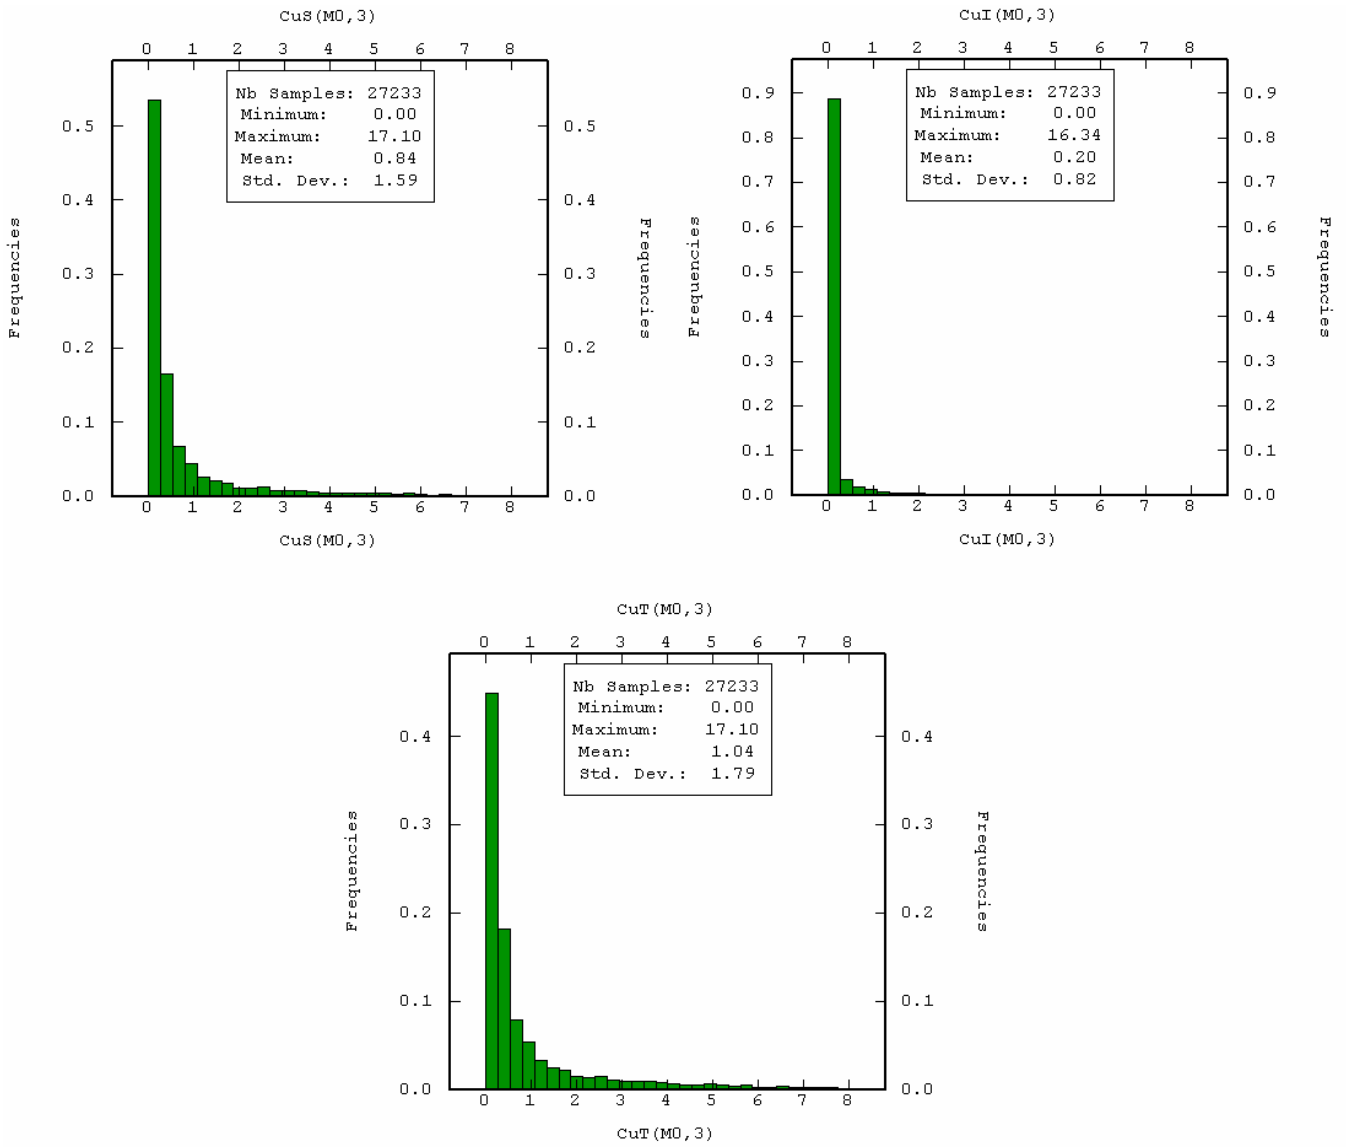 CuS(M0,3)
0 1 2 3 4 5 6 7 8
Nb Samples: 27233
Minimum: 0.00
Maximum: 17.10
Mean: 0.84
Std. Dev.: 1.59
0.5 0.5
0.4 0.4
0.3 0.3
0.2 0.2
0.1 0.1
0.0 0.0
Frequencies
Frequencies
0 1 2 3 4 5 6 7 8
CuS(M0,3)
CuI(M0,3)
0 1 2 3 4 5 6 7 8
Nb Samples: 27233
Minimum: 0.00
Maximum: 16.34
Mean: 0.20
Std. Dev.: 0.82
0.9 0.9
0.8 0.8
0.7 0.7
0.6 0.6
0.5 0.5
0.4 0.4
0.3 0.3
0.2 0.2
0.1 0.1
0.0 0.0
Frequencies
Frequencies
0 1 2 3 4 5 6 7 8
CuI(M0,3)
CuT(M0,3)
0 1 2 3 4 5 6 7 8
Nb Samples: 27233
Minimum: 0.00
Maximum: 17.10
Mean: 1.04
Std. Dev.: 1.79
0.4 0.4
0.3 0.3
0.2 0.2
0.1 0.1
0.0 0.0
Frequencies
Frequencies
0 1 2 3 4 5 6 7 8
CuT(M0,3)